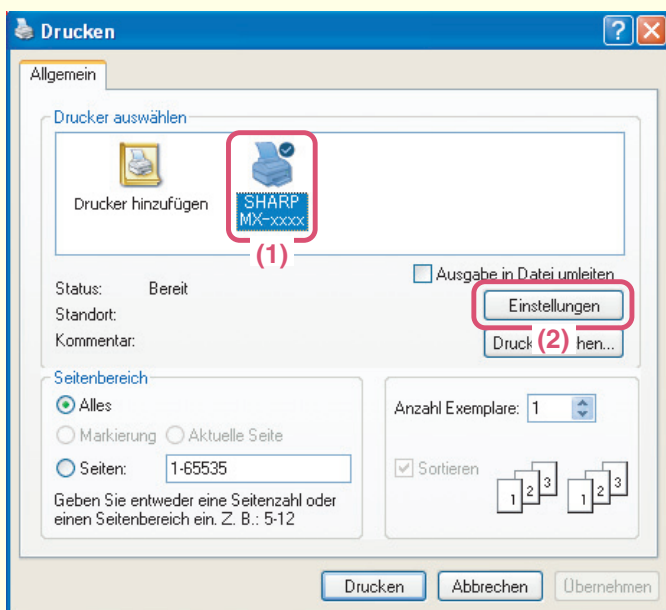 Drucken
Allgemein
Drucker auswählen
Drucker hinzufügen
SHARP
MX-xxxx
(1)
Ausgabe in Datei umleiten
Status: Bereit
Einstellungen
Standort:
(2)
Kommentar:
Seitenbereich
Alles
Markierung Aktuelle Seite
Seiten: 1-65535
Geben Sie entweder eine Seitenzahl oder
einen Seitenbereich ein. Z. B.: 5-12
Anzahl Exemplare: 1
Sortieren
1 2 3 1 2 3
Drucken Abbrechen Übernehmen